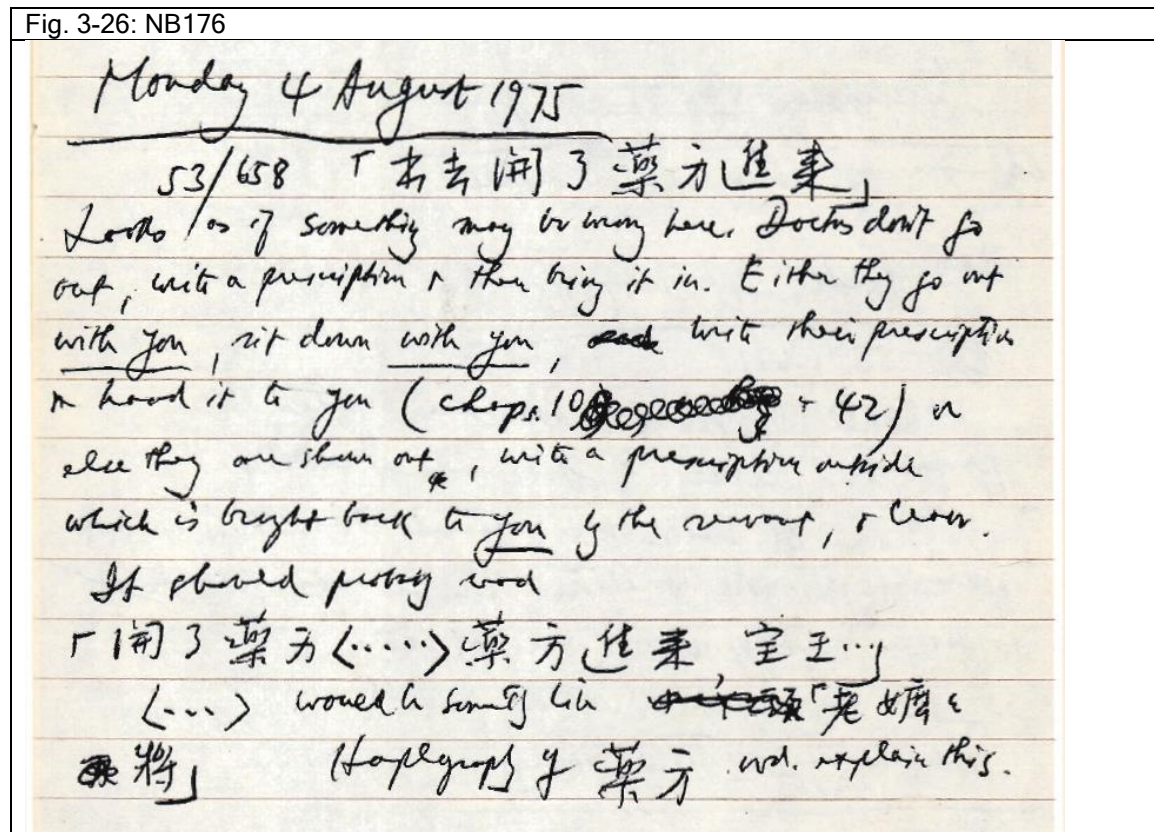 Fig. 3-26: NB176
Monday 4 August 1975
53/658 「出去開了藥方進來」
Looks as if something may be wrong here. Doctors don't go
out, write a prescription & then bring it in. Either they go out
with you, sit down with you, write their prescription
& hand it to you (chaps. 10 + 42) or
else they are shown out, write a prescription outside
which is brought back to you by the servant, & leave.
It should probably read
「開了藥方〈.....〉藥方進來 宝玉...」
〈...〉 would be something like 「老嬤々
將」 Haplography of 藥方 wd. explain this.